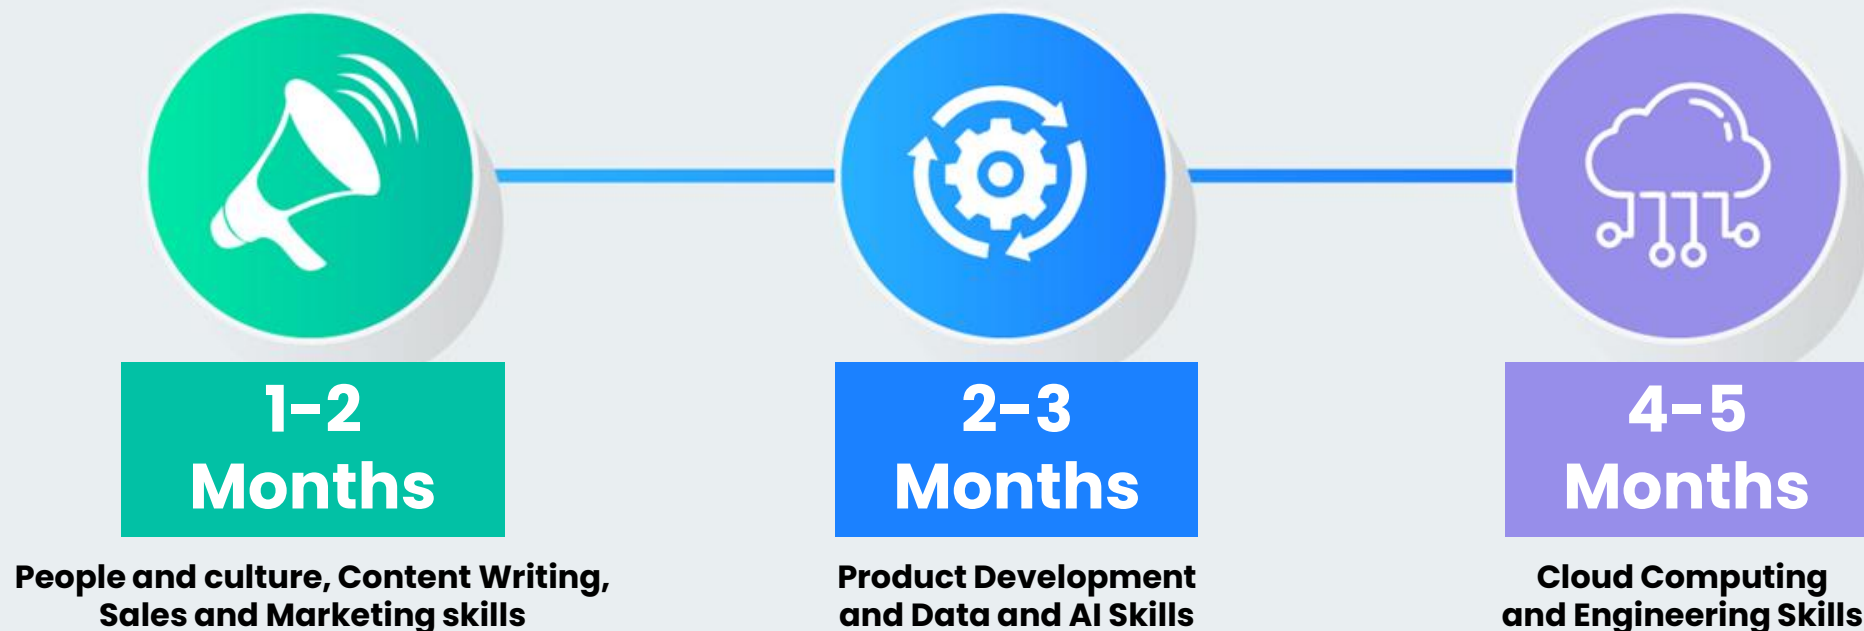 1-2
Months
People and culture, Content Writing,
Sales and Marketing skills
2-3
Months
Product Development
and Data and AI Skills
4-5
Months
Cloud Computing
and Engineering Skills